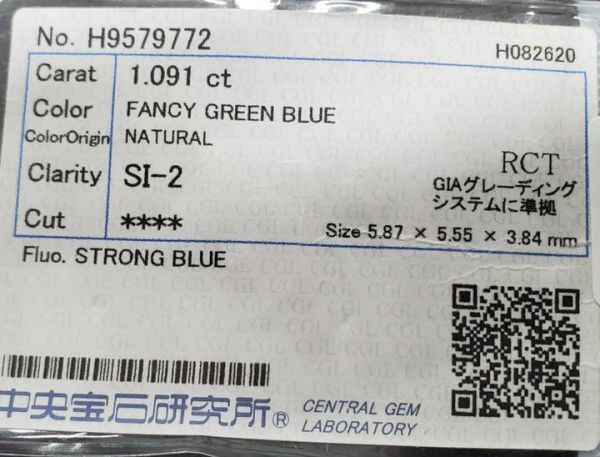 No. H9579772
H082620
Carat 1.091 ct
Color FANCY GREEN BLUE
ColorOrigin NATURAL
Clarity SI-2
RCT
GIAグレーディング
システムに準拠
Cut ****
Size 5.87 × 5.55 × 3.84 mm
Fluo. STRONG BLUE
中央宝石研究所®
CENTRAL GEM
LABORATORY